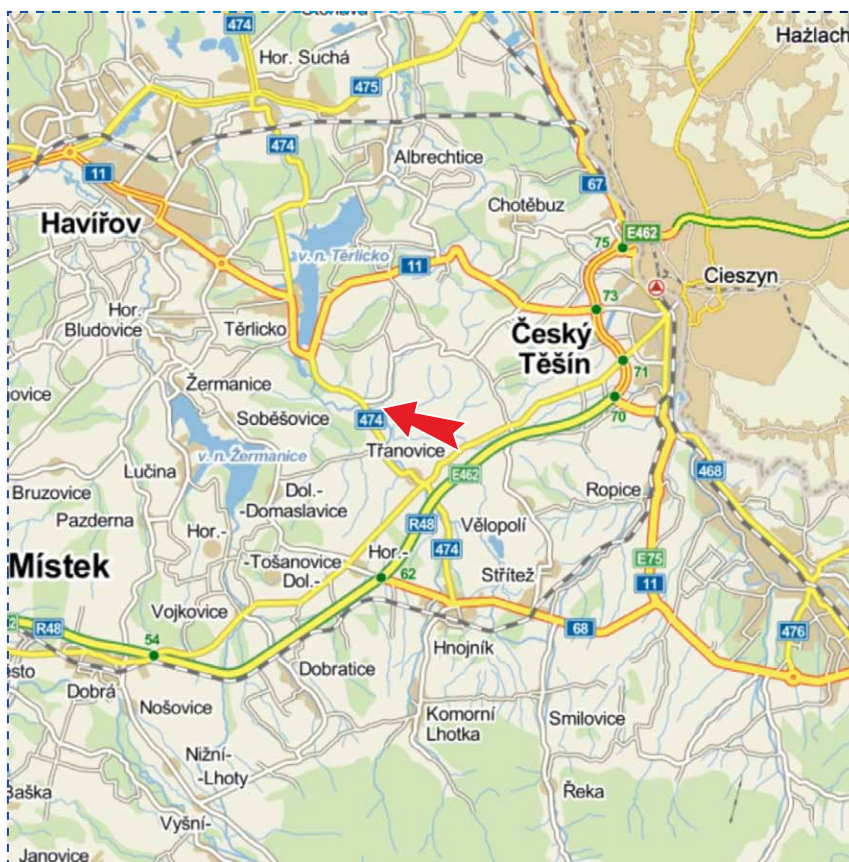 474
Hor. Suchá
475
Hażlach
474
Albrechtice
11
67
Chotěbuz
Havířov
E462
75
v. n. Těrlicko
11
Cieszyn
73
Hor.
Bludovice
Těrlicko
Český
Těšín
71
Žermanice
ovice
70
Soběšovice
474
Třanovice
v. n. Žermanice
E462
Lučina
468
Bruzovice
Dol.-
-Domaslavice
Ropice
Pazderna
R48
Vělopolí
Hor.-
Hor.-
474
Místek
-Tošanovice
Dol.-
62
Střítež
E75
11
Vojkovice
R48
54
68
476
Hnojník
esto
Dobrá
Dobratice
Nošovice
Komorní
Lhotka
Smilovice
Nižní-
-Lhoty
Řeka
Baška
Vyšní-
Janovice